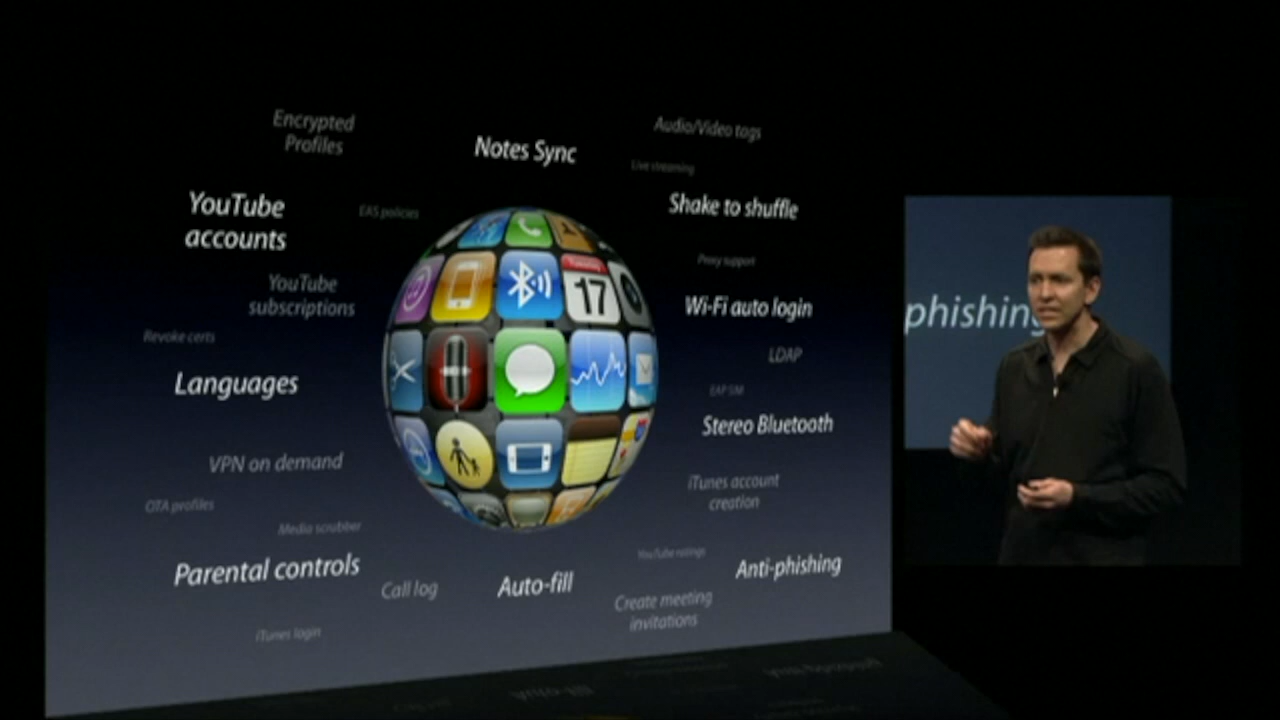 Encrypted
Profiles
Notes Sync
Audio/Video tags
Live streaming
YouTube
accounts
EAS policies
Shake to shuffle
YouTube
subscriptions
Proxy support
Tuesday
17
Wi-Fi auto login
phishing
Revoke certs
LDAP
Languages
EAP SIM
Stereo Bluetooth
VPN on demand
iTunes account
creation
OTA profiles
Media scrubber
YouTube ratings
Parental controls
Anti-phishing
Call log
Auto-fill
Create meeting
invitations
iTunes login